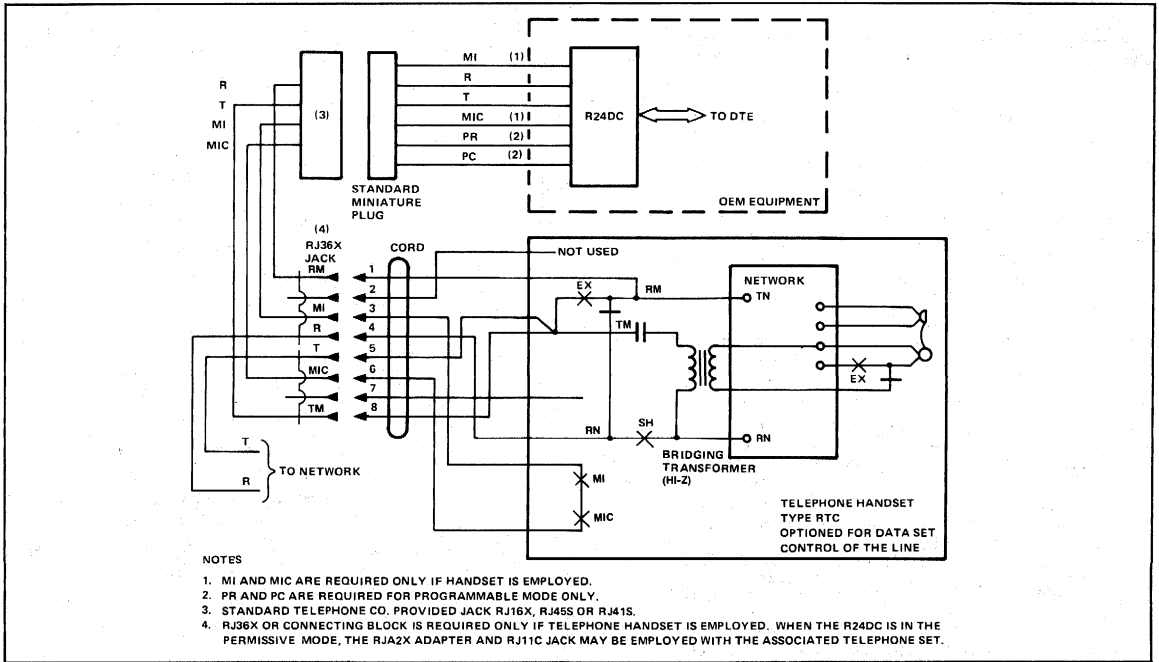 MI (1)
R
T
MIC (1)
PR (2)
PC (2)
R
T
MI
MIC
(3)
R24DC
TO DTE
OEM EQUIPMENT
STANDARD
MINIATURE
PLUG
(4)
RJ36X
JACK
CORD
RM
1
2
MI
3
R
4
T
5
MIC
6
7
TM
8
NOT USED
EX
RM
TM
NETWORK
TN
EX
RN
SH
RN
BRIDGING
TRANSFORMER
(HI-Z)
MI
MIC
T
R
TO NETWORK
TELEPHONE HANDSET
TYPE RTC
OPTIONED FOR DATA SET
CONTROL OF THE LINE
NOTES
1. MI AND MIC ARE REQUIRED ONLY IF HANDSET IS EMPLOYED.
2. PR AND PC ARE REQUIRED FOR PROGRAMMABLE MODE ONLY.
3. STANDARD TELEPHONE CO. PROVIDED JACK RJ16X, RJ45S OR RJ41S.
4. RJ36X OR CONNECTING BLOCK IS REQUIRED ONLY IF TELEPHONE HANDSET IS EMPLOYED. WHEN THE R24DC IS IN THE
PERMISSIVE MODE, THE RJA2X ADAPTER AND RJ11C JACK MAY BE EMPLOYED WITH THE ASSOCIATED TELEPHONE SET.